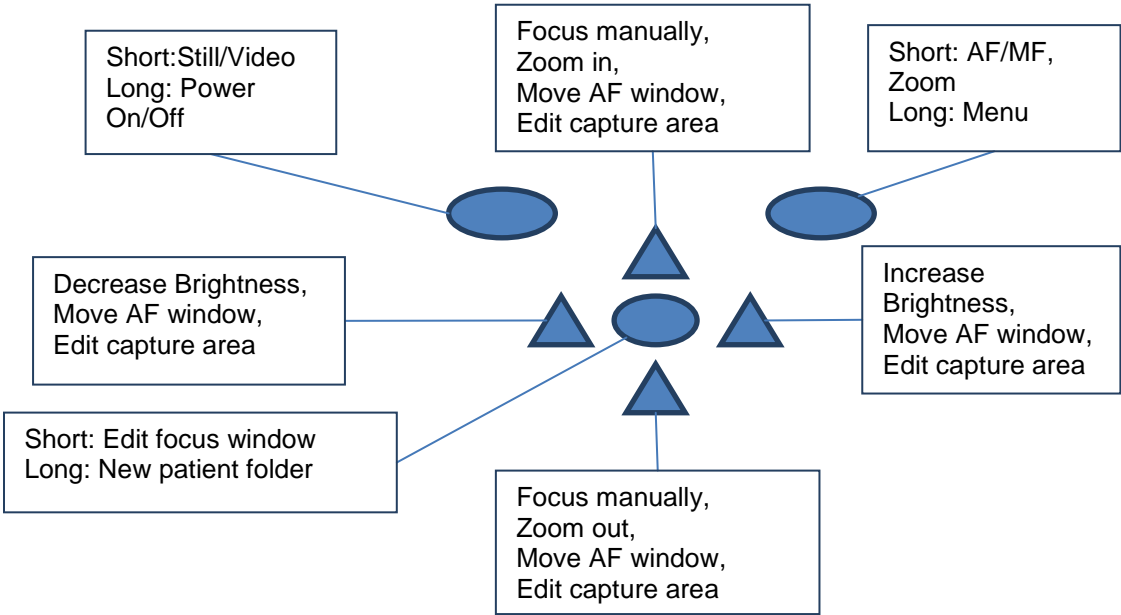 Short:Still/Video
Long: Power
On/Off
Focus manually,
Zoom in,
Move AF window,
Edit capture area
Short: AF/MF,
Zoom
Long: Menu
Decrease Brightness,
Move AF window,
Edit capture area
Increase
Brightness,
Move AF window,
Edit capture area
Short: Edit focus window
Long: New patient folder
Focus manually,
Zoom out,
Move AF window,
Edit capture area